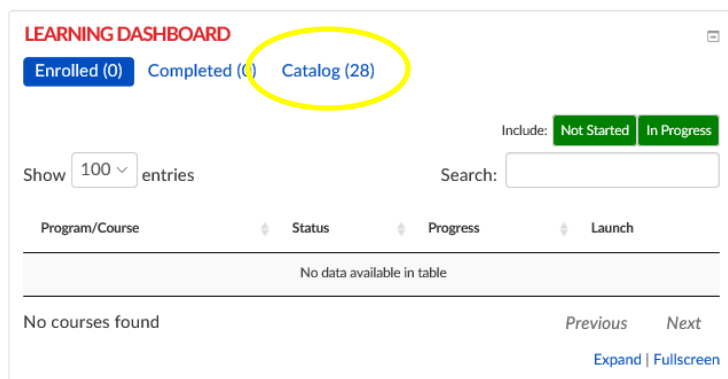 LEARNING DASHBOARD
Enrolled (0) Completed (0) Catalog (28)
Include: Not Started In Progress
Show 100 entries Search:
Program/Course Status Progress Launch
No data available in table
No courses found Previous Next
Expand | Fullscreen